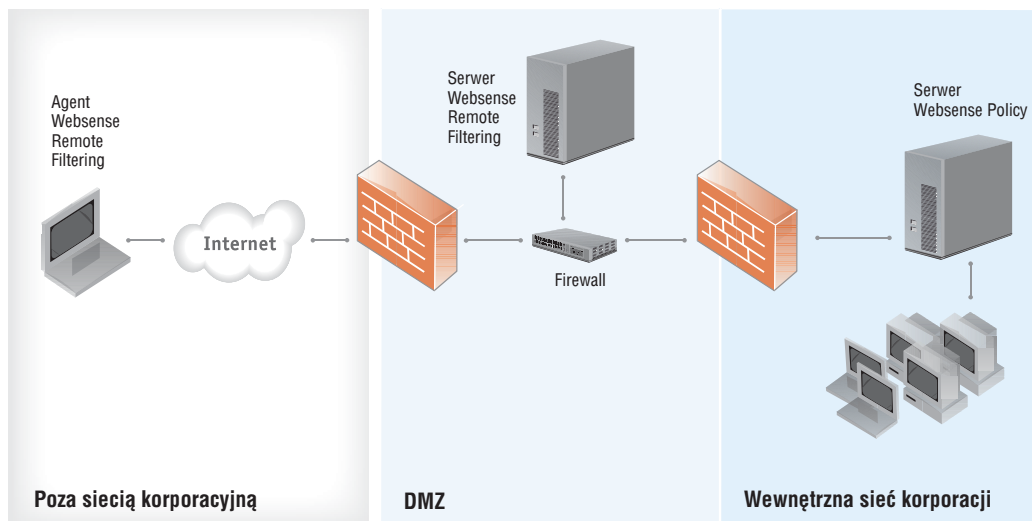 Agent
Websense
Remote
Filtering
Internet
Serwer
Websense
Remote
Filtering
Firewall
Serwer
Websense Policy
Poza siecią korporacyjną
DMZ
Wewnętrzna sieć korporacji